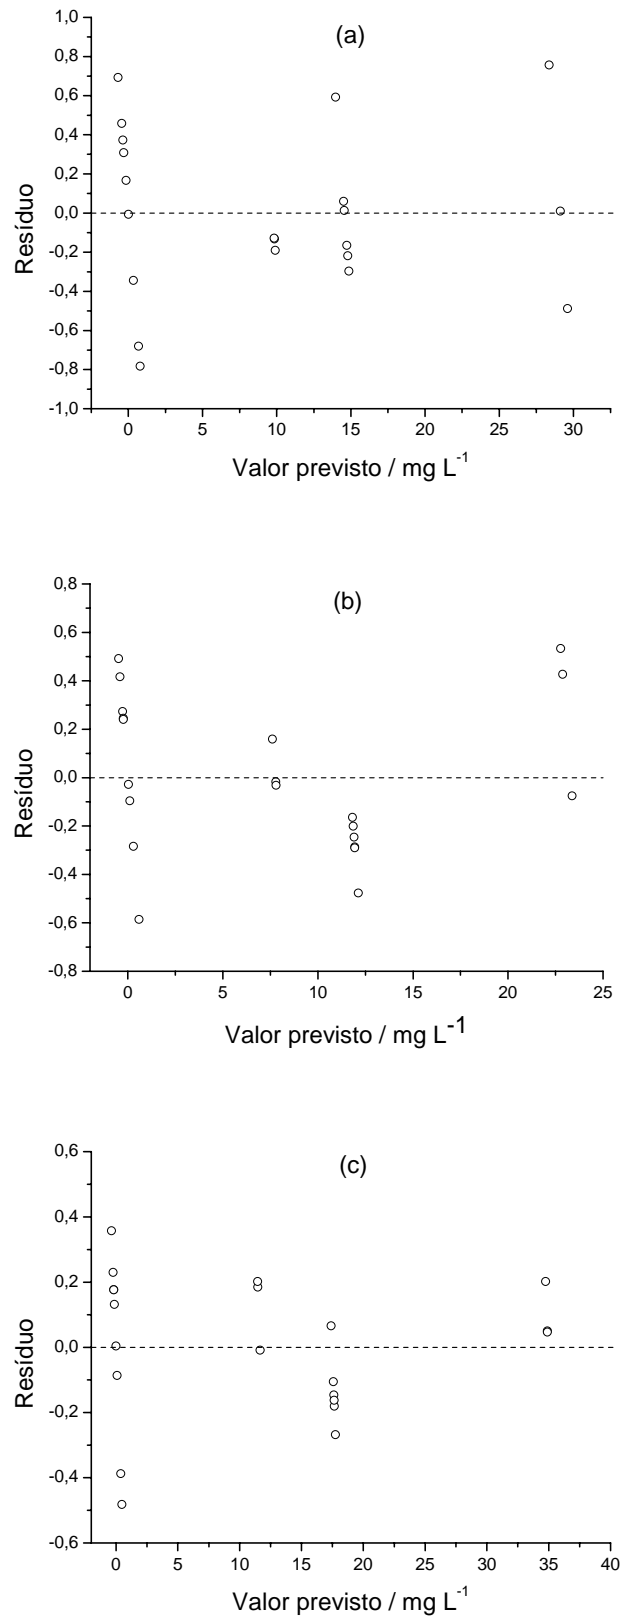 (a)
1,0
0,8
0,6
0,4
0,2
0,0
-0,2
-0,4
-0,6
-0,8
-1,0
Resíduo
0 5 10 15 20 25 30
Valor previsto / mg L-1
(b)
0,8
0,6
0,4
0,2
0,0
-0,2
-0,4
-0,6
-0,8
Resíduo
0 5 10 15 20 25
Valor previsto / mg L-1
(c)
0,6
0,4
0,2
0,0
-0,2
-0,4
-0,6
Resíduo
0 5 10 15 20 25 30 35 40
Valor previsto / mg L-1